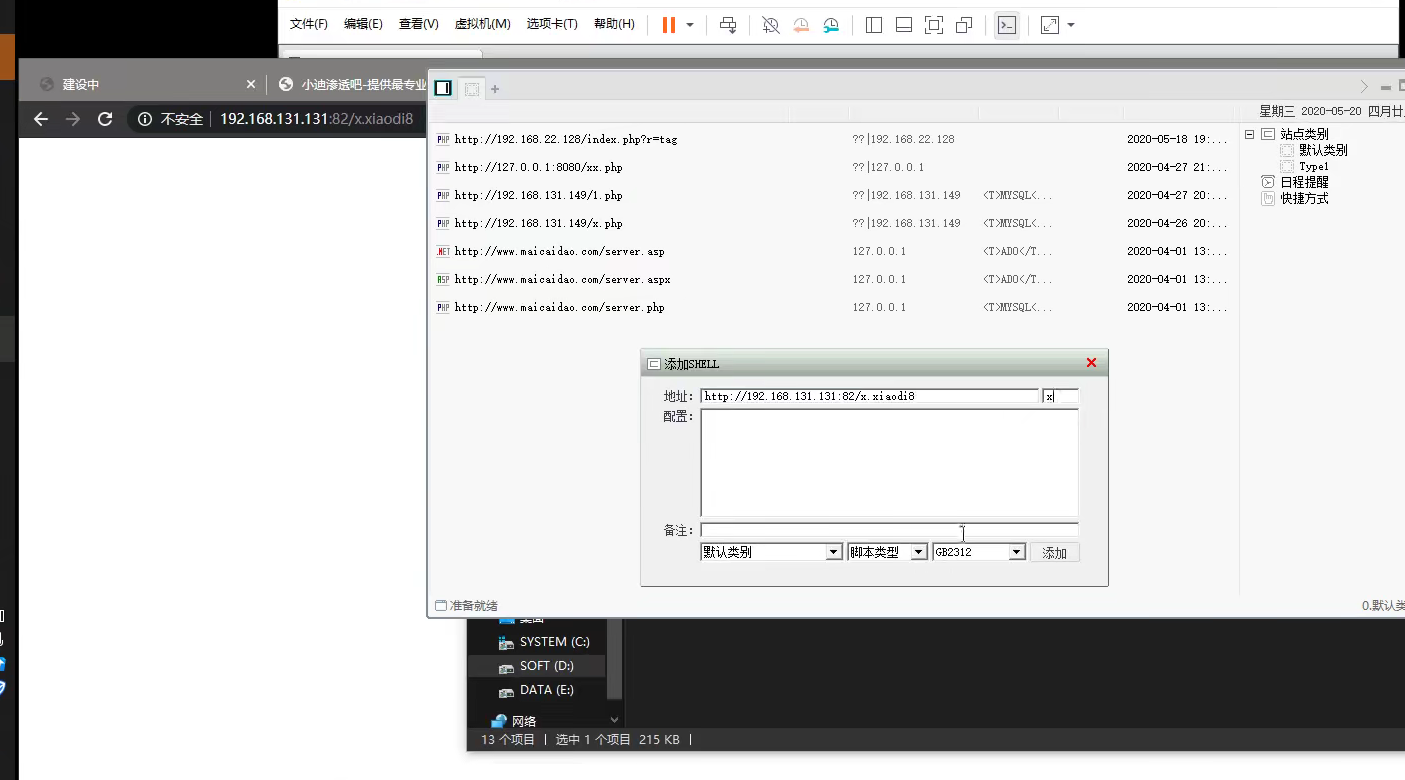 文件(F) 编辑(E) 查看(V) 虚拟机(M) 选项卡(T) 帮助(H)
建设中 × 小迪渗透吧-提供最专业
不安全 192.168.131.131:82/x.xiaodi8
星期三 2020-05-20 四月廿
http://192.168.22.128/index.php?r=tag ??|192.168.22.128 2020-05-18 19:...
http://127.0.0.1:8080/xx.php ??|127.0.0.1 2020-04-27 21:...
http://192.168.131.149/1.php ??|192.168.131.149 <T>MYSQL<... 2020-04-27 20:...
http://192.168.131.149/x.php ??|192.168.131.149 <T>MYSQL<... 2020-04-26 20:...
http://www.maicaidao.com/server.asp 127.0.0.1 <T>ADO</T... 2020-04-01 13:...
http://www.maicaidao.com/server.aspx 127.0.0.1 <T>ADO</T... 2020-04-01 13:...
http://www.maicaidao.com/server.php 127.0.0.1 <T>MYSQL<... 2020-04-01 13:...
站点类别
默认类别
Type1
日程提醒
快捷方式
添加SHELL
地址: http://192.168.131.131:82/x.xiaodi8 x
配置:
备注:
默认类别 脚本类型 GB2312 添加
准备就绪 0.默认类
SYSTEM (C:)
SOFT (D:)
DATA (E:)
网络
13 个项目 选中 1 个项目 215 KB